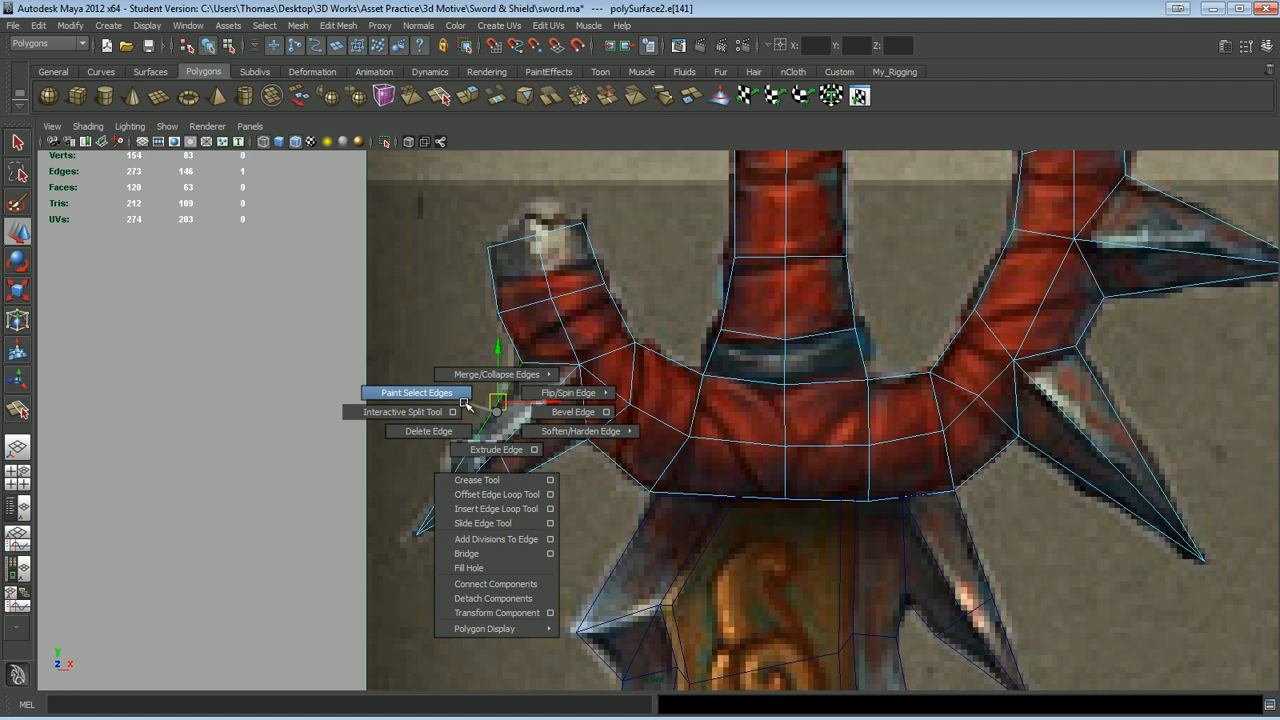 Autodesk Maya 2012 x64 - Student Version: C:\Users\Thomas\Desktop\3D Works\Asset Practice\3d Motive\Sword & Shield\sword.ma* --- polySurface2.e[141]
File Edit Modify Create Display Window Assets Select Mesh Edit Mesh Proxy Normals Color Create UVs Edit UVs Muscle Help
Polygons X: Y: Z:
General Curves Surfaces Polygons Subdivs Deformation Animation Dynamics Rendering PaintEffects Toon Muscle Fluids Fur Hair nCloth Custom My_Rigging
View Shading Lighting Show Renderer Panels
Verts: 154 83 0
Edges: 273 146 1
Faces: 120 63 0
Tris: 212 109 0
UVs: 274 203 0
Merge/Collapse Edges
Paint Select Edges Flip/Spin Edge
Interactive Split Tool Bevel Edge
Delete Edge Soften/Harden Edge
Extrude Edge
Crease Tool
Offset Edge Loop Tool
Insert Edge Loop Tool
Slide Edge Tool
Add Divisions To Edge
Bridge
Fill Hole
Connect Components
Detach Components
Transform Component
Polygon Display
y
z x
MEL